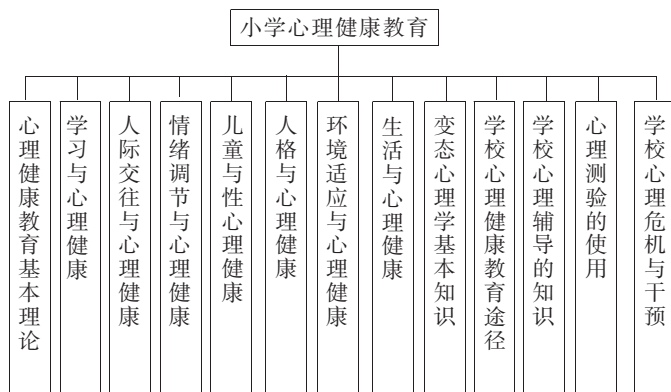 小学心理健康教育
心理健康教育基本理论
学习与心理健康
人际交往与心理健康
情绪调节与心理健康
儿童与性心理健康
人格与心理健康
环境适应与心理健康
生活与心理健康
变态心理学基本知识
学校心理健康教育途径
学校心理辅导的知识
心理测验的使用
学校心理危机与干预